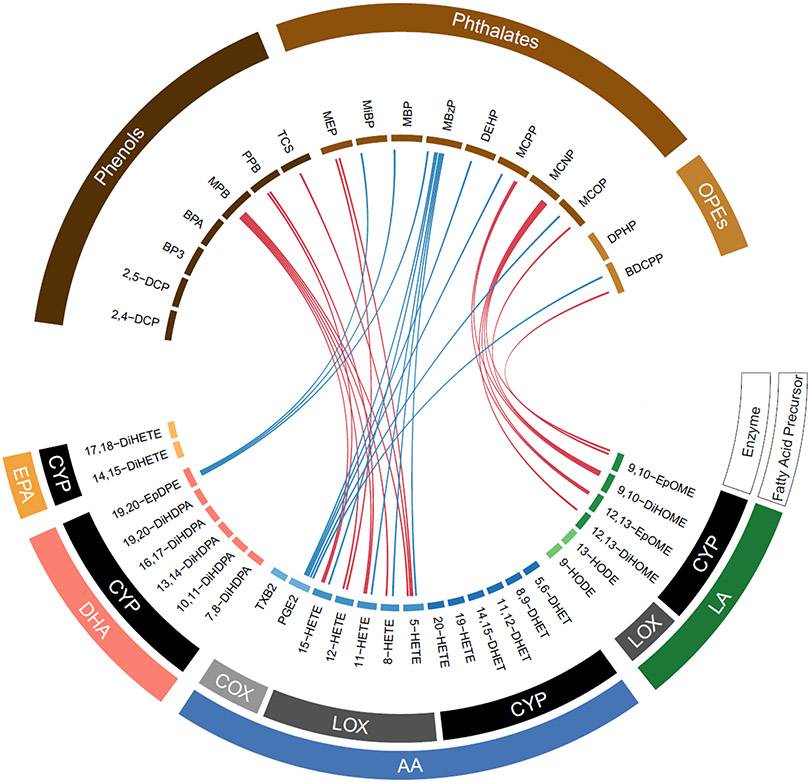 Phthalates
Phenols
OPEs
2,4−DCP
2,5−DCP
BP3
BPA
MPB
PPB
TCS
MEP
MiBP
MBP
MBzP
DEHP
MCPP
MCNP
MCOP
DPHP
BDCPP
Enzyme
Fatty Acid Precursor
9,10−EpOME
9,10−DiHOME
12,13−EpOME
12,13−DiHOME
13−HODE
9−HODE
5,6−DHET
8,9−DHET
11,12−DHET
14,15−DHET
19−HETE
20−HETE
5−HETE
8−HETE
11−HETE
12−HETE
15−HETE
PGE2
TXB2
7,8−DiHDPA
10,11−DiHDPA
13,14−DiHDPA
16,17−DiHDPA
19,20−DiHDPA
19,20−EpDPE
14,15−DiHETE
17,18−DiHETE
CYP
EPA
CYP
DHA
COX
LOX
CYP
AA
LOX
CYP
LA